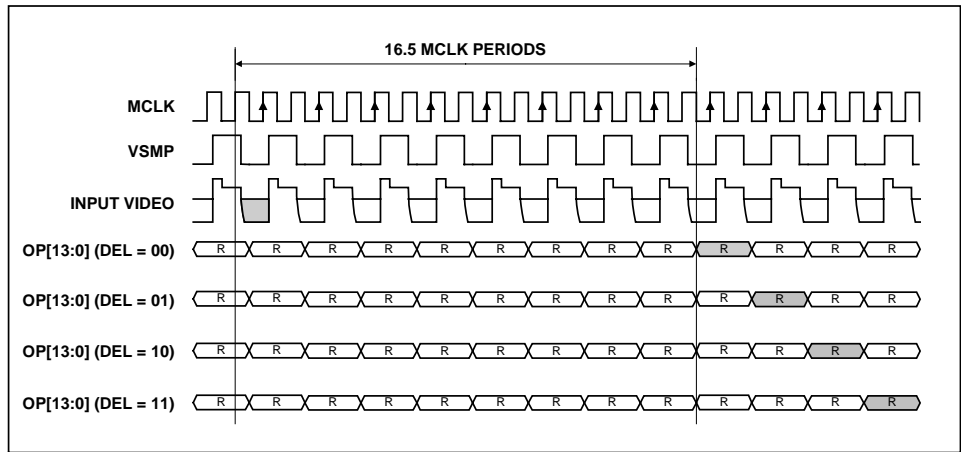 16.5 MCLK PERIODS
MCLK
VSMP
INPUT VIDEO
OP[13:0] (DEL = 00) R R R R R R R R R R R R R
OP[13:0] (DEL = 01) R R R R R R R R R R R R R
OP[13:0] (DEL = 10) R R R R R R R R R R R R R
OP[13:0] (DEL = 11) R R R R R R R R R R R R R